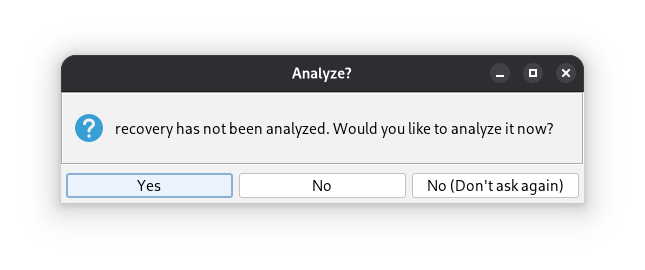 Analyze?
recovery has not been analyzed. Would you like to analyze it now?
Yes
No
No (Don't ask again)